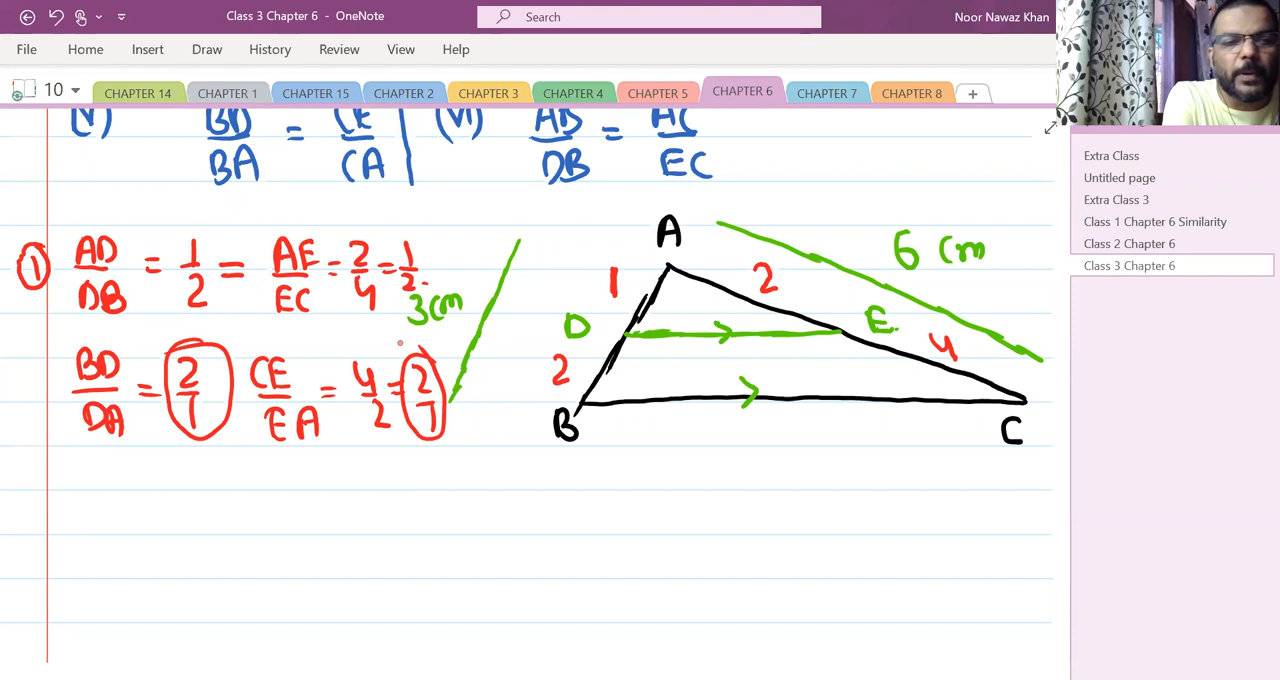 Class 3 Chapter 6 - OneNote
Search
Noor Nawaz Khan
File Home Insert Draw History Review View Help
10
CHAPTER 14 CHAPTER 1 CHAPTER 15 CHAPTER 2 CHAPTER 3 CHAPTER 4 CHAPTER 5 CHAPTER 6 CHAPTER 7 CHAPTER 8 +
(V) BD/BA = CE/CA (VI) AB/DB = AC/EC
① AD/DB = 1/2 = AE/EC = 2/4 = 1/2.
BD/DA = 2/1 CE/EA = 4/2 = 2/1
3 cm
A
6 cm
1
2
D
E.
2
4
B
C
Extra Class
Untitled page
Extra Class 3
Class 1 Chapter 6 Similarity
Class 2 Chapter 6
Class 3 Chapter 6